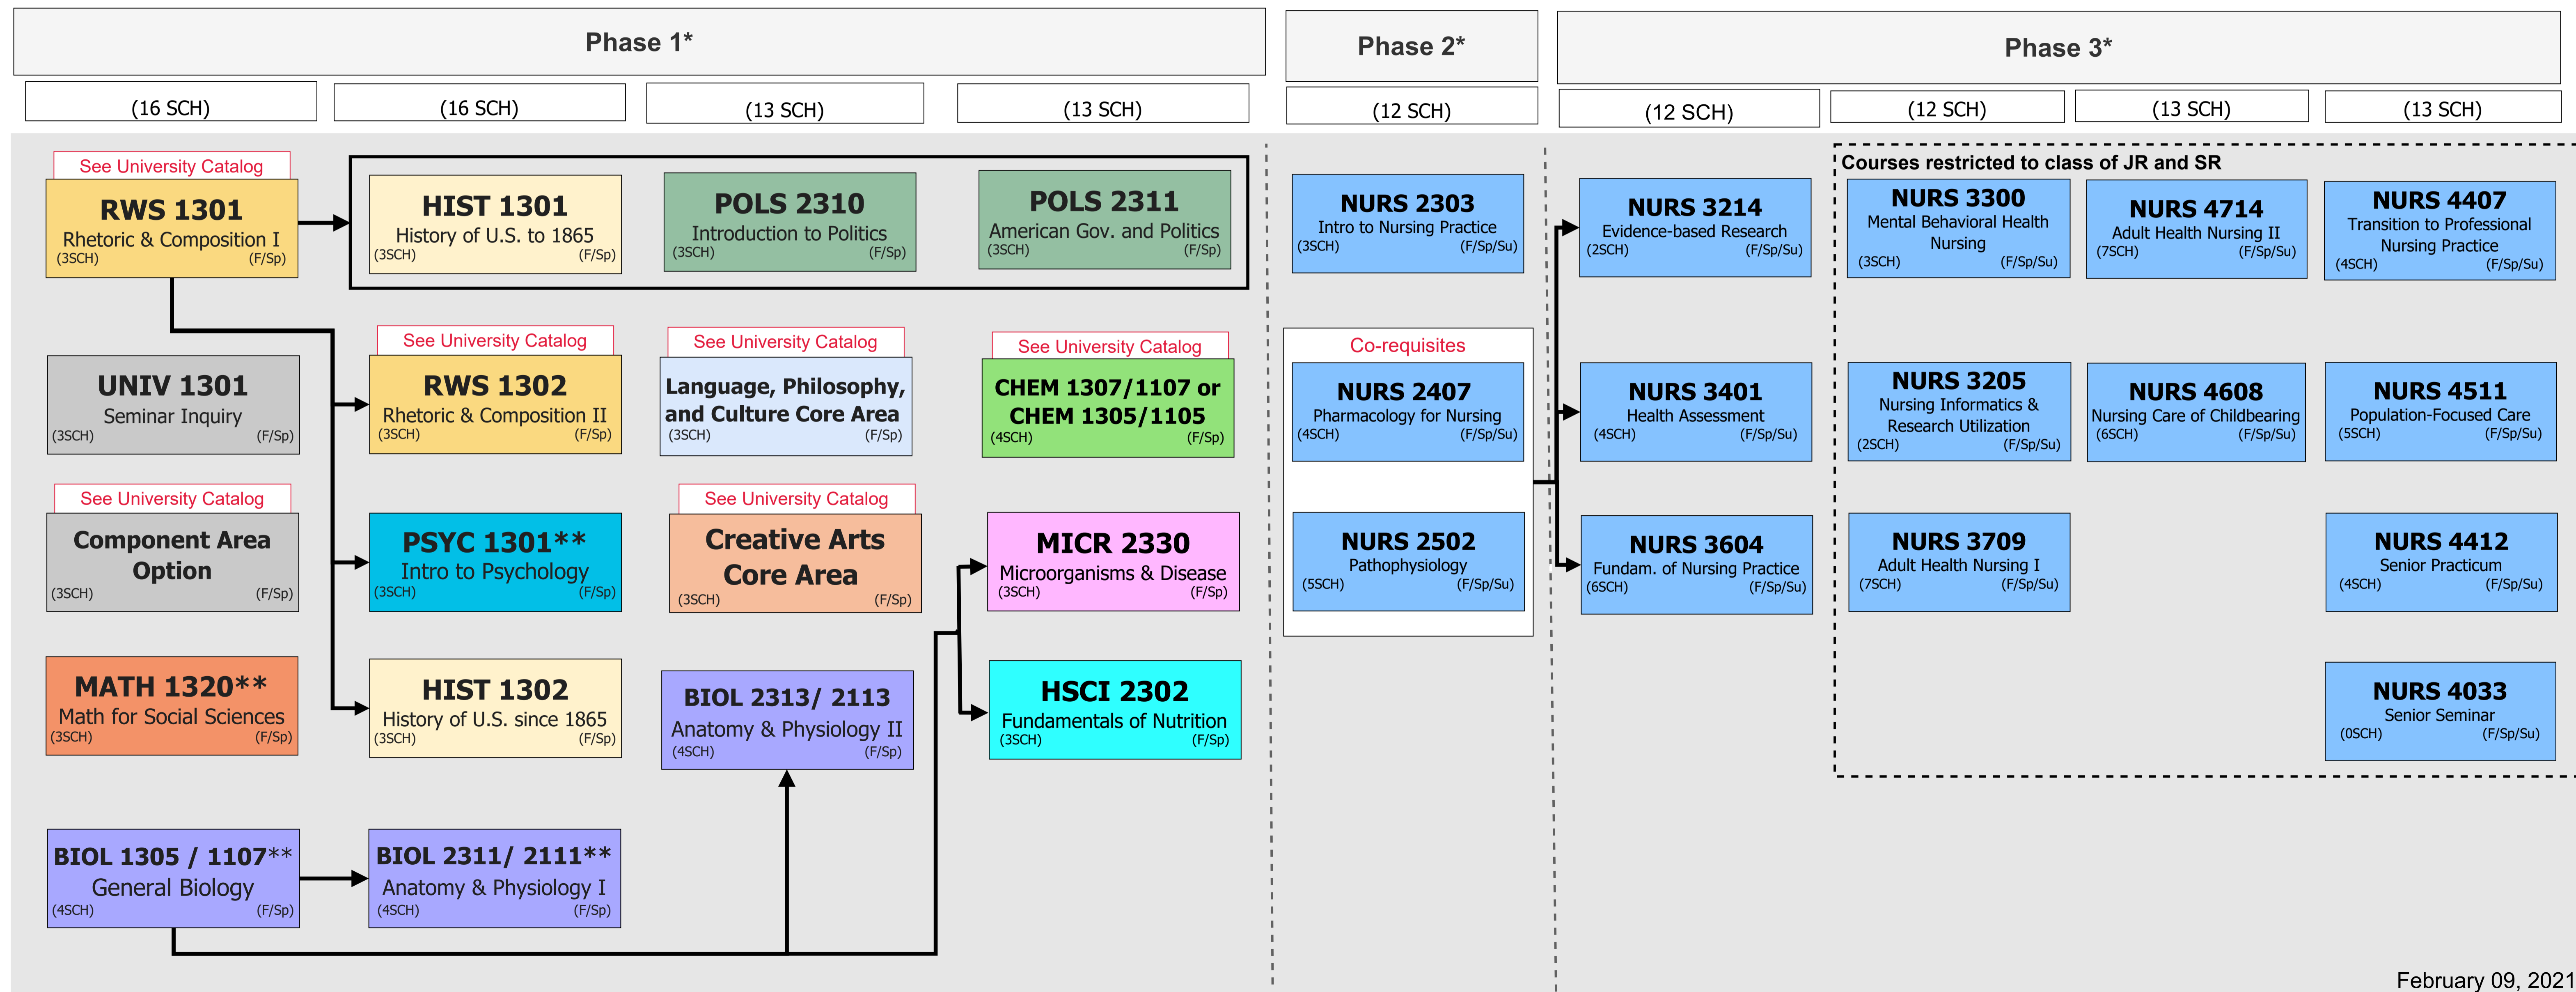 Phase 1*
Phase 2*
Phase 3*
(16 SCH)
(16 SCH)
(13 SCH)
(13 SCH)
(12 SCH)
(12 SCH)
(12 SCH)
(13 SCH)
(13 SCH)
See University Catalog
RWS 1301
Rhetoric & Composition I
(3SCH) (F/Sp)
UNIV 1301
Seminar Inquiry
(3SCH) (F/Sp)
See University Catalog
Component Area
Option
(3SCH) (F/Sp)
MATH 1320**
Math for Social Sciences
(3SCH) (F/Sp)
BIOL 1305 / 1107**
General Biology
(4SCH) (F/Sp)
HIST 1301
History of U.S. to 1865
(3SCH) (F/Sp)
See University Catalog
RWS 1302
Rhetoric & Composition II
(3SCH) (F/Sp)
PSYC 1301**
Intro to Psychology
(3SCH) (F/Sp)
HIST 1302
History of U.S. since 1865
(3SCH) (F/Sp)
BIOL 2311/ 2111**
Anatomy & Physiology I
(4SCH) (F/Sp)
POLS 2310
Introduction to Politics
(3SCH) (F/Sp)
See University Catalog
Language, Philosophy,
and Culture Core Area
(3SCH) (F/Sp)
See University Catalog
Creative Arts
Core Area
(3SCH) (F/Sp)
BIOL 2313/ 2113
Anatomy & Physiology II
(4SCH) (F/Sp)
POLS 2311
American Gov. and Politics
(3SCH) (F/Sp)
See University Catalog
CHEM 1307/1107 or
CHEM 1305/1105
(4SCH) (F/Sp)
MICR 2330
Microorganisms & Disease
(3SCH) (F/Sp)
HSCI 2302
Fundamentals of Nutrition
(3SCH) (F/Sp)
NURS 2303
Intro to Nursing Practice
(3SCH) (F/Sp/Su)
Co-requisites
NURS 2407
Pharmacology for Nursing
(4SCH) (F/Sp/Su)
NURS 2502
Pathophysiology
(5SCH) (F/Sp/Su)
NURS 3214
Evidence-based Research
(2SCH) (F/Sp/Su)
NURS 3401
Health Assessment
(4SCH) (F/Sp/Su)
NURS 3604
Fundam. of Nursing Practice
(6SCH) (F/Sp/Su)
Courses restricted to class of JR and SR
NURS 3300
Mental Behavioral Health
Nursing
(3SCH) (F/Sp/Su)
NURS 3205
Nursing Informatics &
Research Utilization
(2SCH) (F/Sp/Su)
NURS 3709
Adult Health Nursing I
(7SCH) (F/Sp/Su)
NURS 4714
Adult Health Nursing II
(7SCH) (F/Sp/Su)
NURS 4608
Nursing Care of Childbearing
(6SCH) (F/Sp/Su)
NURS 4407
Transition to Professional
Nursing Practice
(4SCH) (F/Sp/Su)
NURS 4511
Population-Focused Care
(5SCH) (F/Sp/Su)
NURS 4412
Senior Practicum
(4SCH) (F/Sp/Su)
NURS 4033
Senior Seminar
(0SCH) (F/Sp/Su)
February 09, 2021